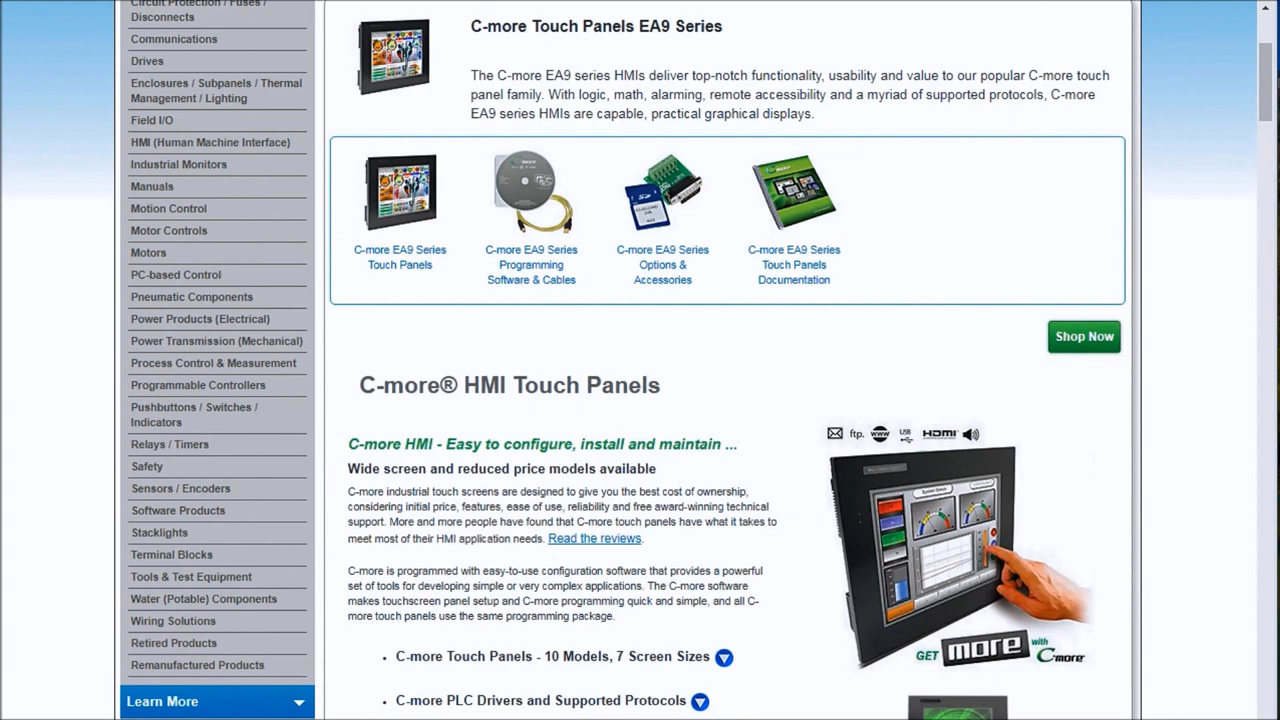 Circuit Protection / Fuses /
Disconnects
Communications
Drives
Enclosures / Subpanels / Thermal
Management / Lighting
Field I/O
HMI (Human Machine Interface)
Industrial Monitors
Manuals
Motion Control
Motor Controls
Motors
PC-based Control
Pneumatic Components
Power Products (Electrical)
Power Transmission (Mechanical)
Process Control & Measurement
Programmable Controllers
Pushbuttons / Switches /
Indicators
Relays / Timers
Safety
Sensors / Encoders
Software Products
Stacklights
Terminal Blocks
Tools & Test Equipment
Water (Potable) Components
Wiring Solutions
Retired Products
Remanufactured Products
Learn More
C-more Touch Panels EA9 Series
The C-more EA9 series HMIs deliver top-notch functionality, usability and value to our popular C-more touch
panel family. With logic, math, alarming, remote accessibility and a myriad of supported protocols, C-more
EA9 series HMIs are capable, practical graphical displays.
C-more EA9 Series
Touch Panels
C-more EA9 Series
Programming
Software & Cables
C-more EA9 Series
Options &
Accessories
C-more EA9 Series
Touch Panels
Documentation
Shop Now
C-more® HMI Touch Panels
C-more HMI - Easy to configure, install and maintain ...
Wide screen and reduced price models available
C-more industrial touch screens are designed to give you the best cost of ownership,
considering initial price, features, ease of use, reliability and free award-winning technical
support. More and more people have found that C-more touch panels have what it takes to
meet most of their HMI application needs. Read the reviews.
C-more is programmed with easy-to-use configuration software that provides a powerful
set of tools for developing simple or very complex applications. The C-more software
makes touchscreen panel setup and C-more programming quick and simple, and all C-
more touch panels use the same programming package.
• C-more Touch Panels - 10 Models, 7 Screen Sizes
• C-more PLC Drivers and Supported Protocols
ftp. www USB HDMI
System Status
GET more with C-more